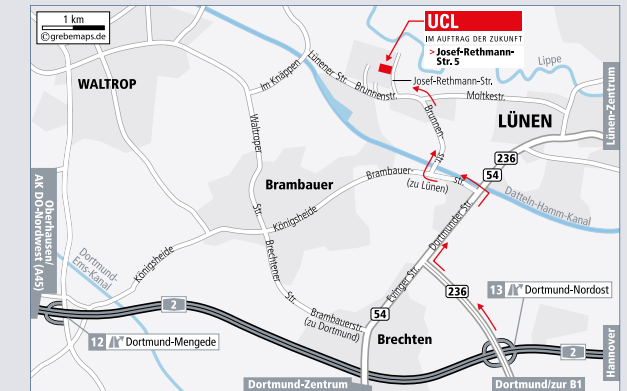 1 km
©grebemaps.de
UCL
IM AUFTRAG DER ZUKUNFT
> Josef-Rethmann-
Str. 5
Lippe
WALTROP
Im Knäppen
Lünener Str.
Brunnenstr.
Josef-Rethmann-Str.
Moltkestr.
Lünen-Zentrum
LÜNEN
Brunnen-
str.
Waltroper
Str.
236
54
Brambauer
Brambauer
str.
(zu Lünen)
Datteln-Hamm-Kanal
Oberhausen/
AK DO-Nordwest (A45)
Königsheide
Dortmunder Str.
Dortmund-
Ems-Kanal
Königsheide
Brechtener
Str.
Evinger Str.
236
13 Dortmund-Nordost
2
Brambauerstr.
(zu Dortmund)
54
12 Dortmund-Mengede
Brechten
2
Hannover
Dortmund-Zentrum
Dortmund/zur B1